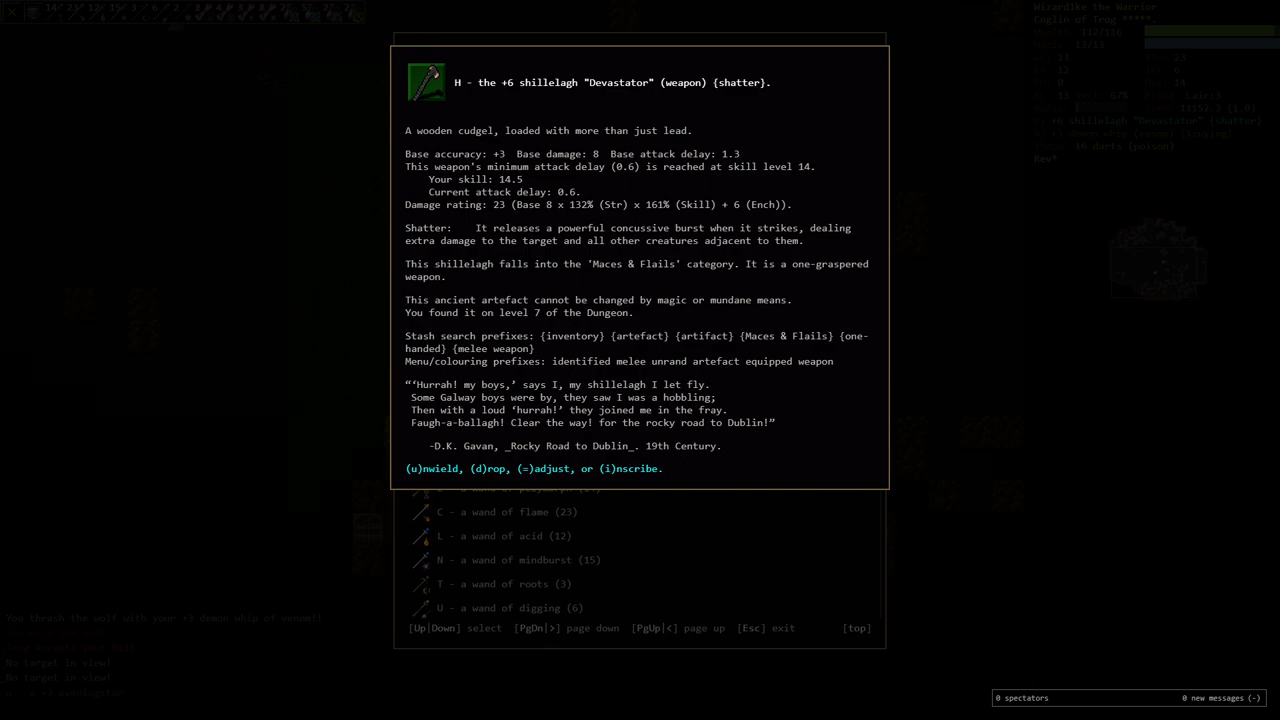 Wizard1ke the Warrior
H - the +6 shillelagh "Devastator" (weapon) {shatter}.
A wooden cudgel, loaded with more than just lead.
Base accuracy: +3  Base damage: 8  Base attack delay: 1.3
This weapon's minimum attack delay (0.6) is reached at skill level 14.
Your skill: 14.5
Current attack delay: 0.6.
Damage rating: 23 (Base 8 x 132% (Str) x 161% (Skill) + 6 (Ench)).
Shatter:    It releases a powerful concussive burst when it strikes, dealing
extra damage to the target and all other creatures adjacent to them.
This shillelagh falls into the 'Maces & Flails' category. It is a one-graspered
weapon.
This ancient artefact cannot be changed by magic or mundane means.
You found it on level 7 of the Dungeon.
Stash search prefixes: {inventory} {artefact} {artifact} {Maces & Flails} {one-
handed} {melee weapon}
Menu/colouring prefixes: identified melee unrand artefact equipped weapon
“‘Hurrah! my boys,’ says I, my shillelagh I let fly.
Some Galway boys were by, they saw I was a hobbling;
Then with a loud ‘hurrah!’ they joined me in the fray.
Faugh-a-ballagh! Clear the way! for the rocky road to Dublin!”
-D.K. Gavan, _Rocky Road to Dublin_. 19th Century.
(u)nwield, (d)rop, (=)adjust, or (i)nscribe.
C - a wand of flame (23)
L - a wand of acid (12)
N - a wand of mindburst (15)
T - a wand of roots (3)
U - a wand of digging (6)
[Up|Down] select  [PgDn|>] page down  [PgUp|<] page up  [Esc] exit  [top]
+6 shillelagh "Devastator" {shatter}
16 darts (poison)
Rev*
You thrash the wolf with your +3 demon whip of venom!!
No target in view!
No target in view!
0 spectators
0 new messages (-)